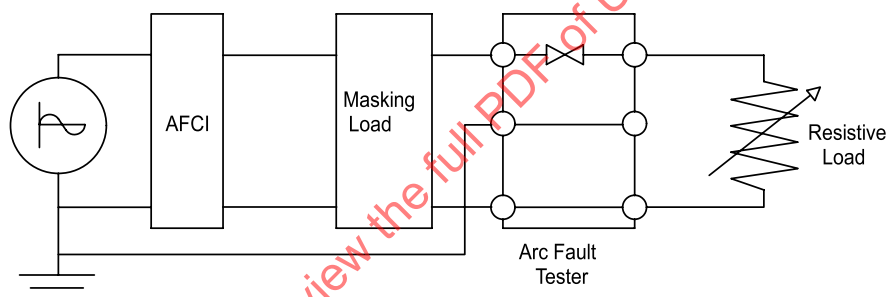 AFCI
Masking
Load
Arc Fault
Tester
Resistive
Load
view the full PDF of U